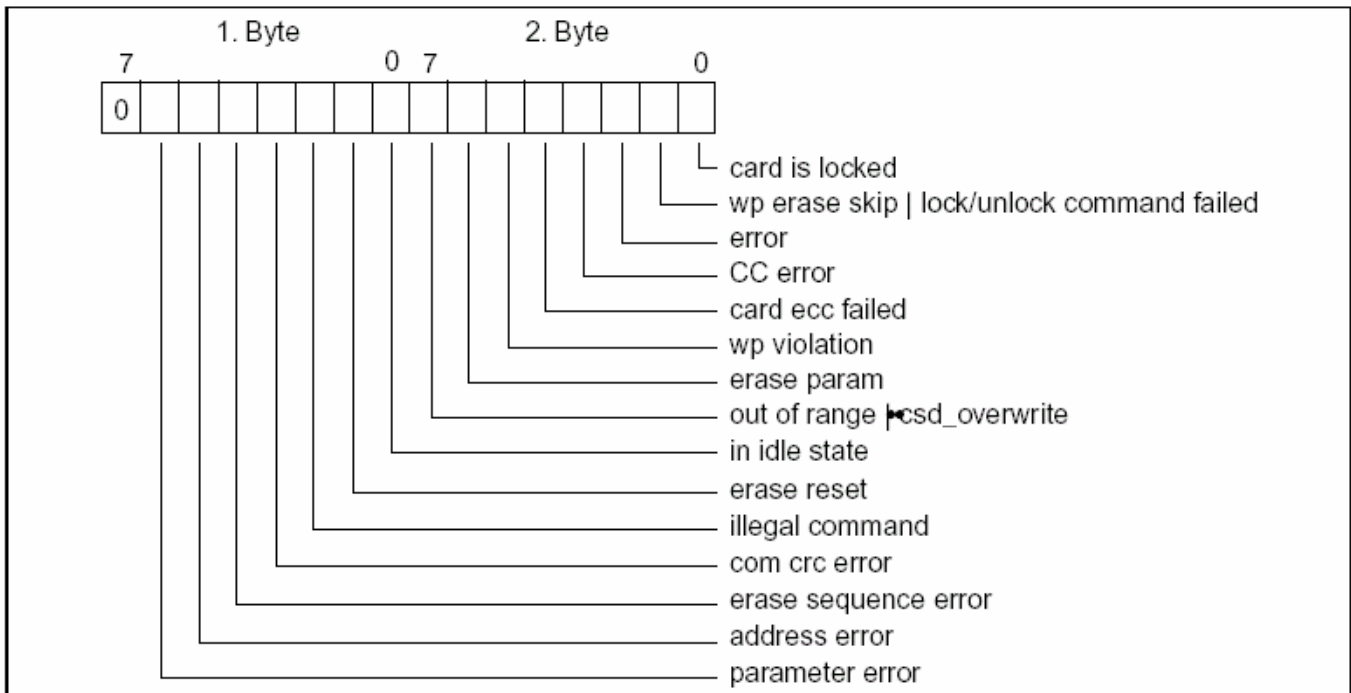 1. Byte 2. Byte
7 0 7 0
0
card is locked
wp erase skip | lock/unlock command failed
error
CC error
card ecc failed
wp violation
erase param
out of range | csd_overwrite
in idle state
erase reset
illegal command
com crc error
erase sequence error
address error
parameter error